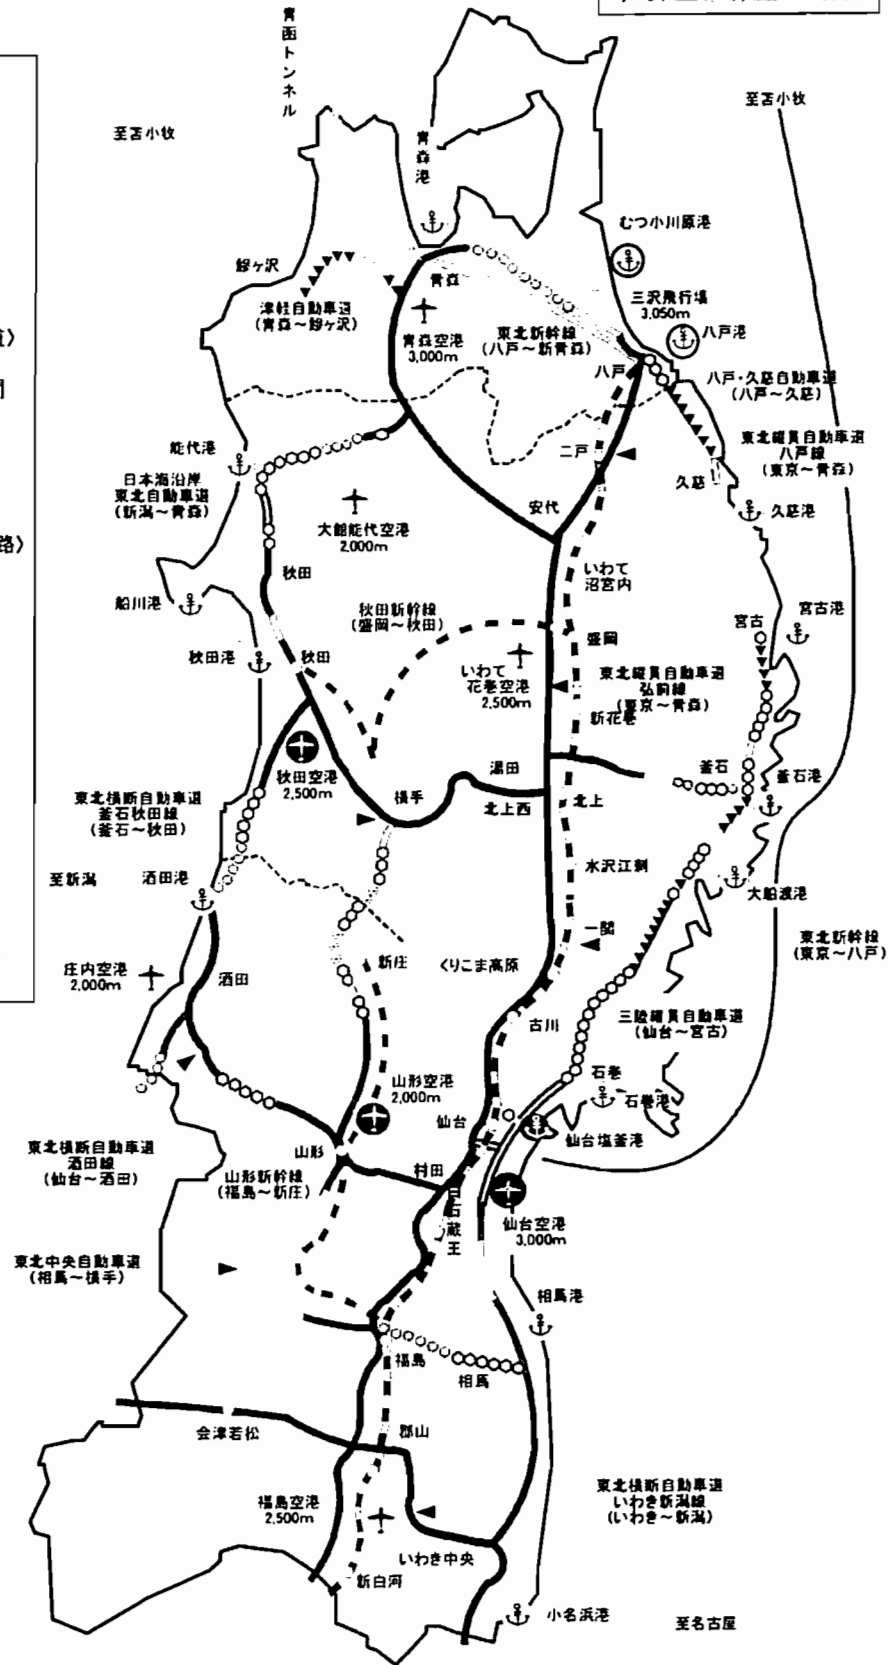 青函トンネル
至苫小牧
青森港
至苫小牧
むつ小川原港
鯵ヶ沢
青森
津軽自動車道
(青森～鯵ヶ沢)
青森空港
3,000m
東北新幹線
(八戸～新青森)
三沢飛行場
3,050m
八戸港
八戸
八戸・久慈自動車道
(八戸～久慈)
能代港
二戸
東北縦貫自動車道
八戸線
(東京～青森)
日本海沿岸
東北自動車道
(新潟～青森)
久慈
久慈港
大館能代空港
2,000m
安代
路〉
秋田
いわて
沼宮内
船川港
秋田新幹線
(盛岡～秋田)
宮古
宮古港
盛岡
秋田港
秋田
いわて
花巻空港
2,500m
東北縦貫自動車道
弘前線
(東京～青森)
新花巻
秋田空港
2,500m
湯田
釜石
釜石港
東北横断自動車道
釜石秋田線
(釜石～秋田)
横手
北上西
北上
至新潟
酒田港
水沢江刺
大船渡港
一関
東北新幹線
(東京～八戸)
庄内空港
2,000m
酒田
新庄
くりこま高原
古川
三陸縦貫自動車道
(仙台～宮古)
山形空港
2,000m
石巻
石巻港
仙台
仙台塩釜港
東北横断自動車道
酒田線
(仙台～酒田)
山形
山形新幹線
(福島～新庄)
村田
白石蔵王
仙台空港
3,000m
東北中央自動車道
(相馬～横手)
相馬港
福島
相馬
会津若松
郡山
福島空港
2,500m
東北横断自動車道
いわき新潟線
(いわき～新潟)
いわき中央
新白河
小名浜港
至名古屋